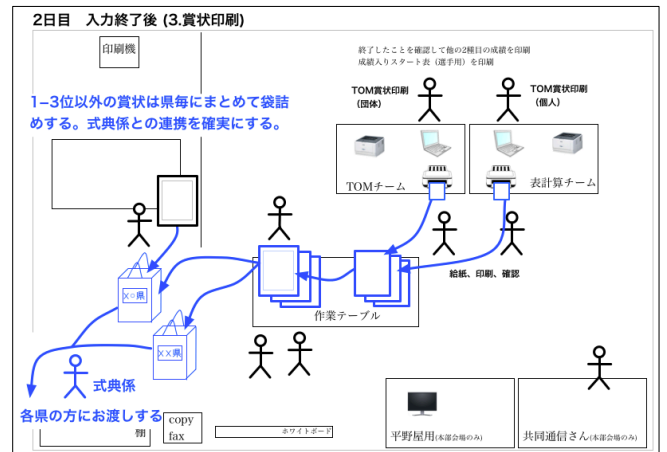 2日目 入力終了後 (3.賞状印刷)
印刷機
終了したことを確認して他の2種目の成績を印刷
成績入りスタート表（選手用）を印刷
1–3位以外の賞状は県毎にまとめて袋詰
めする。式典係との連携を確実にする。
TOM賞状印刷
（団体）
TOM賞状印刷
（個人）
TOMチーム
表計算チーム
給紙、印刷、確認
作業テーブル
X○県
X×県
式典係
各県の方にお渡しする
棚
copy
fax
ホワイトボード
平野屋用(本部会場のみ)
共同通信さん(本部会場のみ)